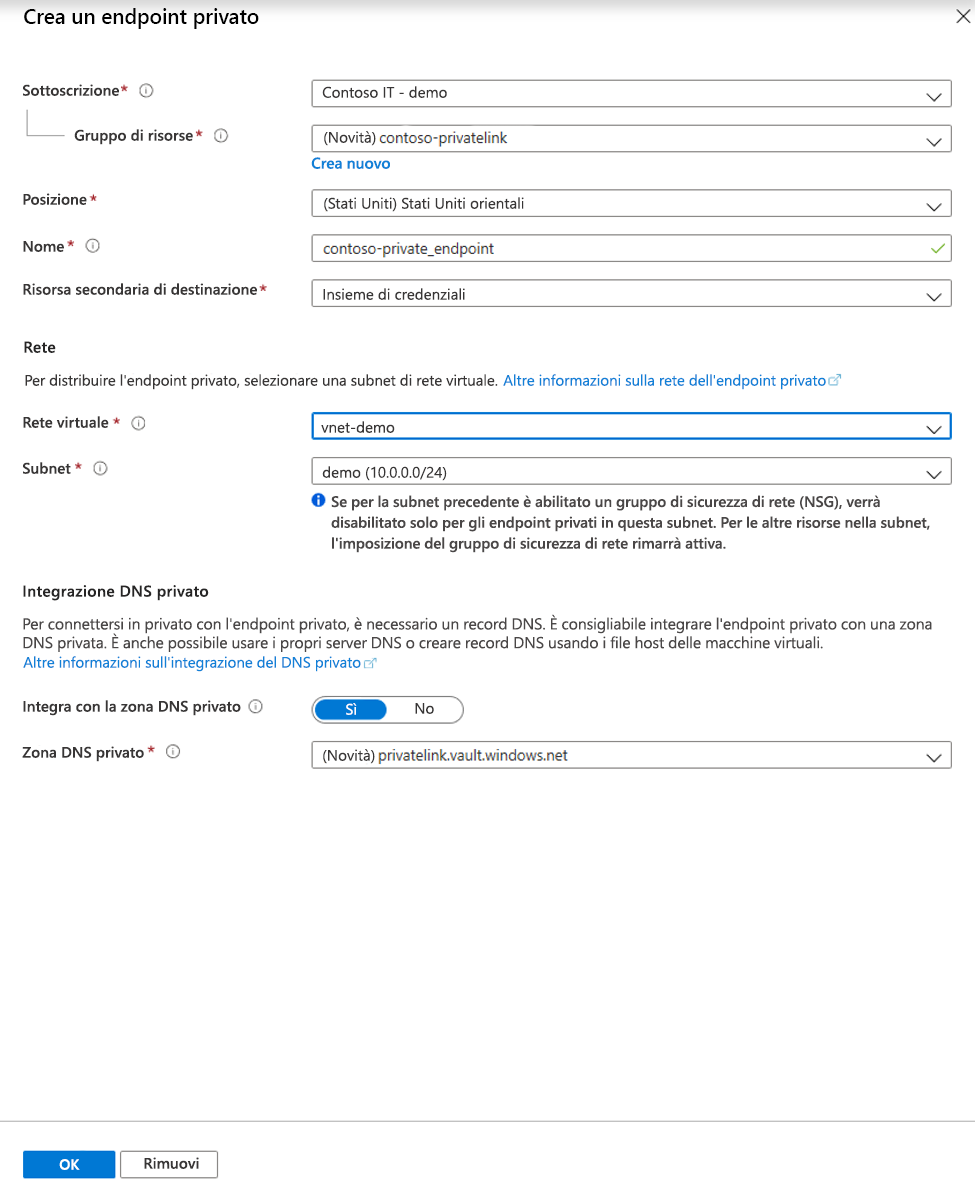 Crea un endpoint privato
Sottoscrizione*
Contoso IT - demo
Gruppo di risorse*
(Novità) contoso-privatelink
Crea nuovo
Posizione*
(Stati Uniti) Stati Uniti orientali
Nome*
contoso-private_endpoint
Risorsa secondaria di destinazione*
Insieme di credenziali
Rete
Per distribuire l'endpoint privato, selezionare una subnet di rete virtuale. Altre informazioni sulla rete dell'endpoint privato
Rete virtuale *
vnet-demo
Subnet *
demo (10.0.0.0/24)
Se per la subnet precedente è abilitato un gruppo di sicurezza di rete (NSG), verrà
disabilitato solo per gli endpoint privati in questa subnet. Per le altre risorse nella subnet,
l'imposizione del gruppo di sicurezza di rete rimarrà attiva.
Integrazione DNS privato
Per connettersi in privato con l'endpoint privato, è necessario un record DNS. È consigliabile integrare l'endpoint privato con una zona
DNS privata. È anche possibile usare i propri server DNS o creare record DNS usando i file host delle macchine virtuali.
Altre informazioni sull'integrazione del DNS privato
Integra con la zona DNS privato
Sì No
Zona DNS privato *
(Novità) privatelink.vault.windows.net
OK Rimuovi